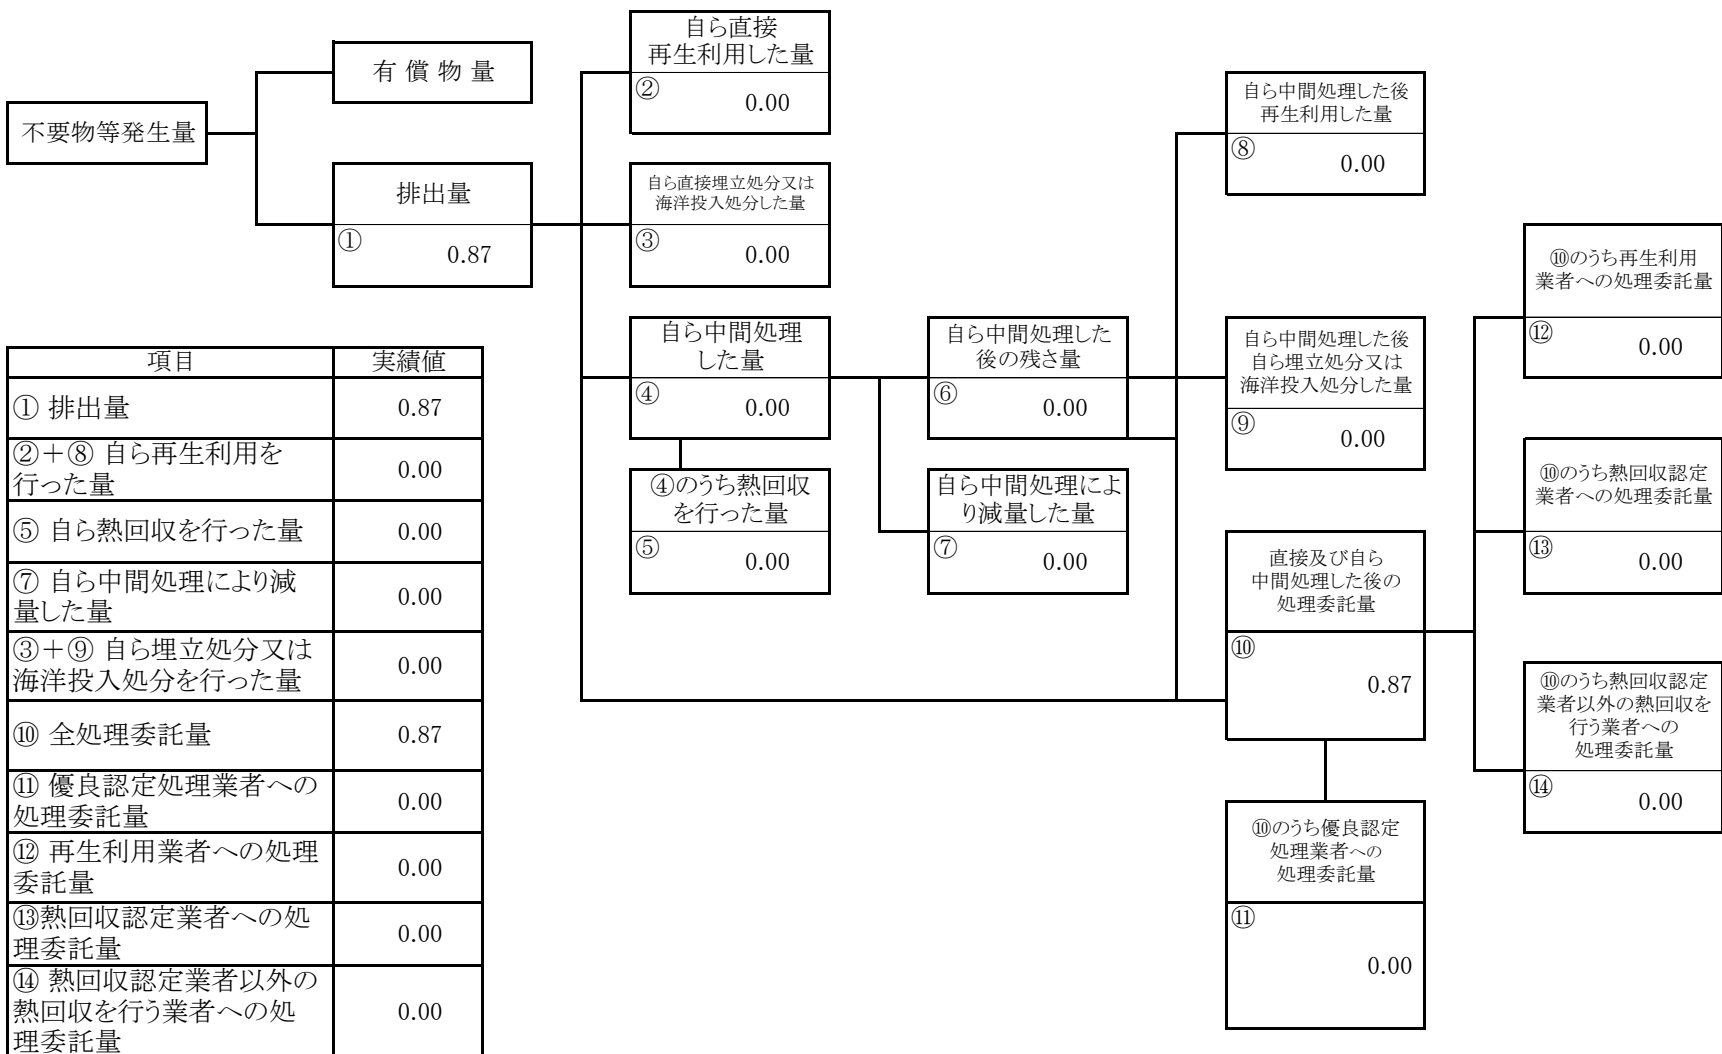 不要物等発生量
有 償 物 量
排出量
①
0.87
自ら直接
再生利用した量
②
0.00
自ら直接埋立処分又は
海洋投入処分した量
③
0.00
自ら中間処理
した量
④
0.00
④のうち熱回収
を行った量
⑤
0.00
自ら中間処理した
後の残さ量
⑥
0.00
自ら中間処理によ
り減量した量
⑦
0.00
自ら中間処理した後
再生利用した量
⑧
0.00
自ら中間処理した後
自ら埋立処分又は
海洋投入処分した量
⑨
0.00
直接及び自ら
中間処理した後の
処理委託量
⑩
0.87
⑩のうち優良認定
処理業者への
処理委託量
⑪
0.00
⑩のうち再生利用
業者への処理委託量
⑫
0.00
⑩のうち熱回収認定
業者への処理委託量
⑬
0.00
⑩のうち熱回収認定
業者以外の熱回収を
行う業者への
処理委託量
⑭
0.00
項目 実績値
① 排出量 0.87
②＋⑧ 自ら再生利用を
行った量 0.00
⑤ 自ら熱回収を行った量 0.00
⑦ 自ら中間処理により減
量した量 0.00
③＋⑨ 自ら埋立処分又は
海洋投入処分を行った量 0.00
⑩ 全処理委託量 0.87
⑪ 優良認定処理業者への
処理委託量 0.00
⑫ 再生利用業者への処理
委託量 0.00
⑬熱回収認定業者への処
理委託量 0.00
⑭ 熱回収認定業者以外の
熱回収を行う業者への処
理委託量 0.00